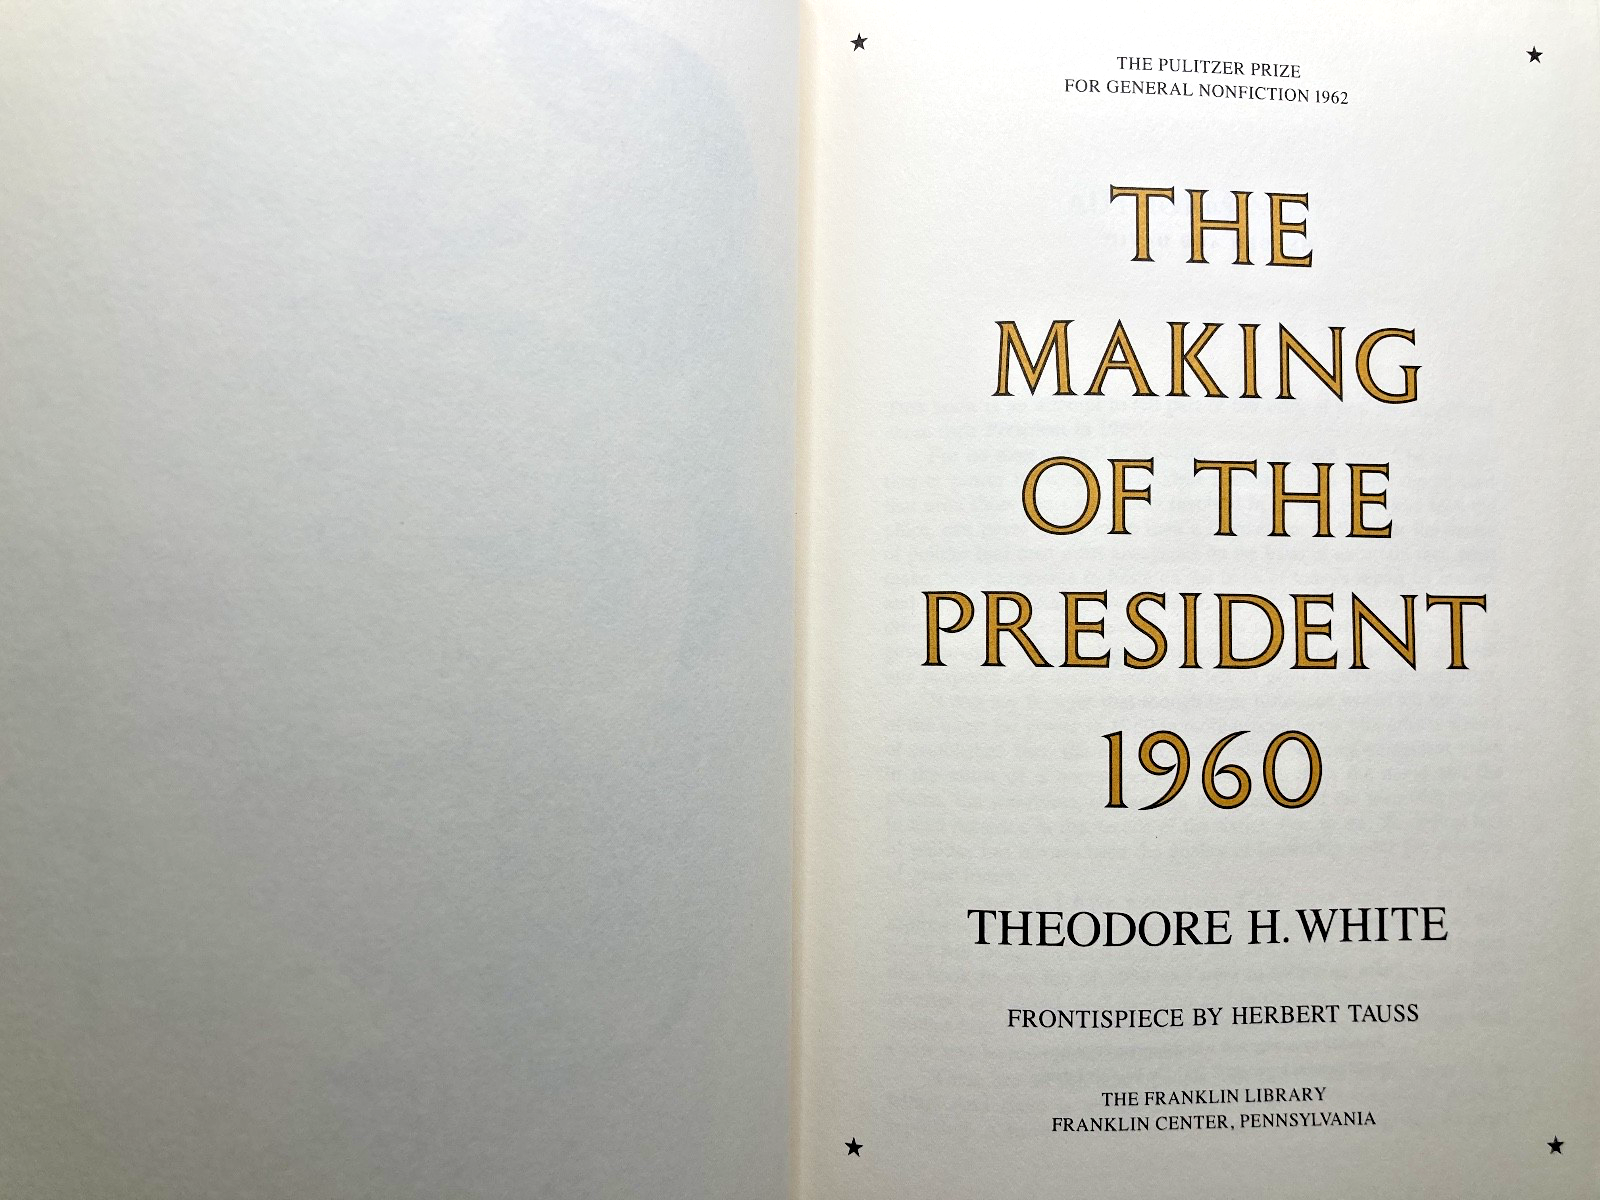 THE PULITZER PRIZE
FOR GENERAL NONFICTION 1962
THE
MAKING
OF THE
PRESIDENT
1960
THEODORE H. WHITE
FRONTISPIECE BY HERBERT TAUSS
THE FRANKLIN LIBRARY
FRANKLIN CENTER, PENNSYLVANIA